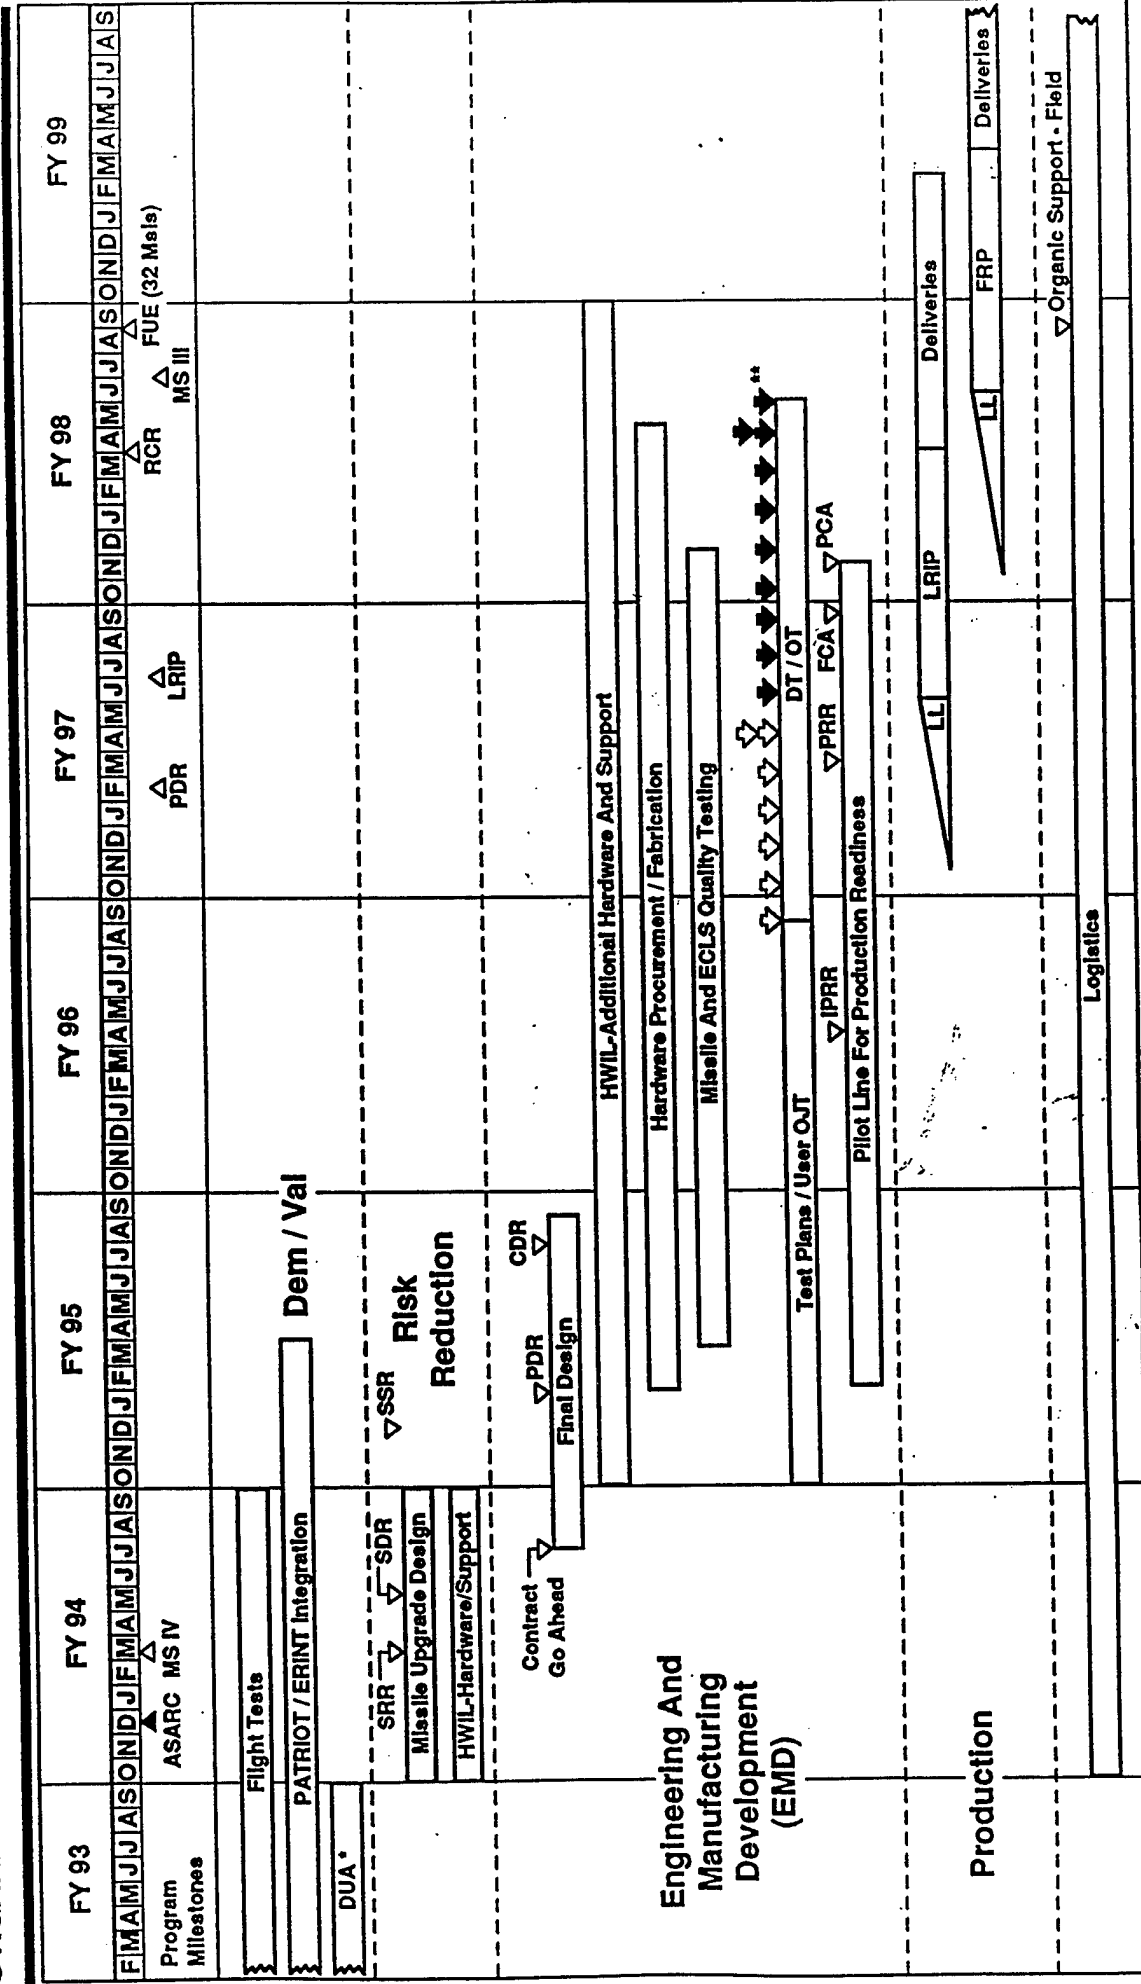 FY 93 FY 94 FY 95 FY 96 FY 97 FY 98 FY 99
F M A M J J A S O N D J F M A M J J A S O N D J F M A M J J A S O N D J F M A M J J A S O N D J F M A M J J A S O N D J F M A M J J A S O N D J F M A M J J A S
Program
Milestones
ASARC MS IV
PDR
LRIP
RCR
MS III
FUE (32 Msls)
Flight Tests
PATRIOT / ERINT Integration
Dem / Val
DUA *
SRR
SDR
SSR
Missile Upgrade Design
HWIL-Hardware/Support
Risk
Reduction
Contract
Go Ahead
PDR
CDR
Final Design
HWIL-Additional Hardware And Support
Hardware Procurement / Fabrication
Missile And ECLS Quality Testing
Engineering And
Manufacturing
Development
(EMD)
**
Test Plans / User OJT
DT / OT
IPRR
PRR
FCA
PCA
Pilot Line For Production Readiness
Production
LL
LRIP
Deliveries
LL
FRP
Deliveries
Organic Support - Field
Logistics